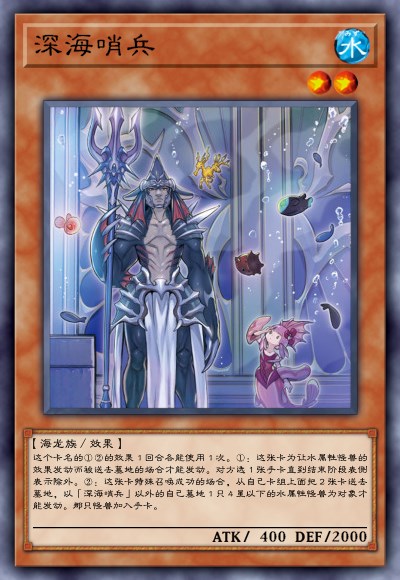 深海哨兵
みず
水
【海龙族／效果】
这个卡名的①②的效果1回合各能使用1次。①：这张卡为让水属性怪兽的
效果发动而被送去墓地的场合才能发动。对方选1张手卡直到结束阶段表侧
表示除外。②：这张卡特殊召唤成功的场合，从自己卡组上面把2张卡送去
墓地，以「深海哨兵」以外的自己墓地1只4星以下的水属性怪兽为对象才
能发动。那只怪兽加入手卡。
ATK/ 400 DEF/2000